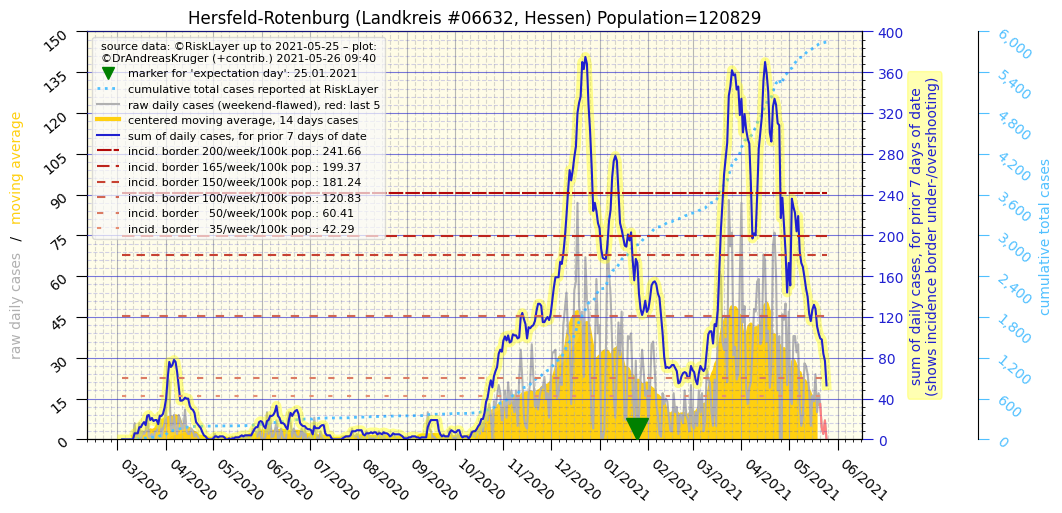 Hersfeld-Rotenburg (Landkreis #06632, Hessen) Population=120829
source data: ©RiskLayer up to 2021-05-25 – plot:
©DrAndreasKruger (+contrib.) 2021-05-26 09:40
marker for 'expectation day': 25.01.2021
cumulative total cases reported at RiskLayer
raw daily cases (weekend-flawed), red: last 5
centered moving average, 14 days cases
sum of daily cases, for prior 7 days of date
incid. border 200/week/100k pop.: 241.66
incid. border 165/week/100k pop.: 199.37
incid. border 150/week/100k pop.: 181.24
incid. border 100/week/100k pop.: 120.83
incid. border 50/week/100k pop.: 60.41
incid. border 35/week/100k pop.: 42.29
raw daily cases / moving average
150
135
120
105
90
75
60
45
30
15
0
03/2020
04/2020
05/2020
06/2020
07/2020
08/2020
09/2020
10/2020
11/2020
12/2020
01/2021
02/2021
03/2021
04/2021
05/2021
06/2021
400
360
320
280
240
200
160
120
80
40
0
sum of daily cases, for prior 7 days of date
(shows incidence border under-/overshooting)
6,000
5,400
4,800
4,200
3,600
3,000
2,400
1,800
1,200
600
0
cumulative total cases